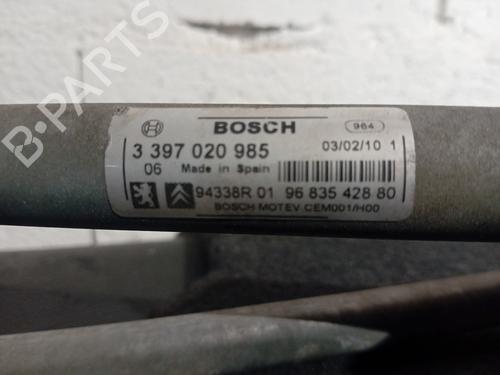 BOSCH
964
3 397 020 985
03/02/10 1
06 Made in Spain
94338R 01 96 835 428 80
BOSCH MOTEV CEM001/H00
B-PARTS